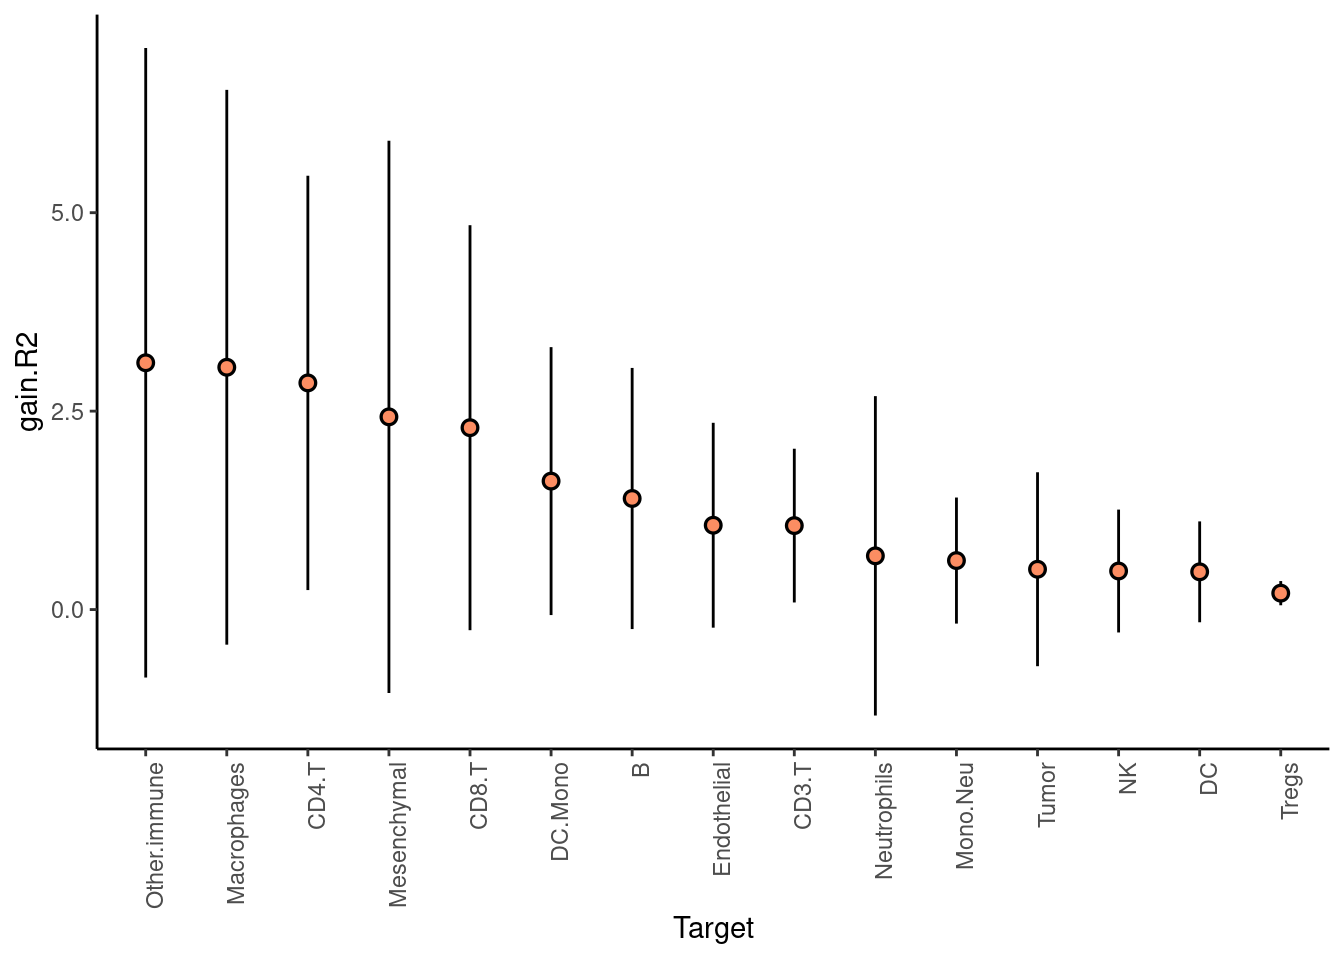 gain.R2
5.0
2.5
0.0
Other.immune
Macrophages
CD4.T
Mesenchymal
CD8.T
DC.Mono
B
Endothelial
CD3.T
Neutrophils
Mono.Neu
Tumor
NK
DC
Tregs
Target